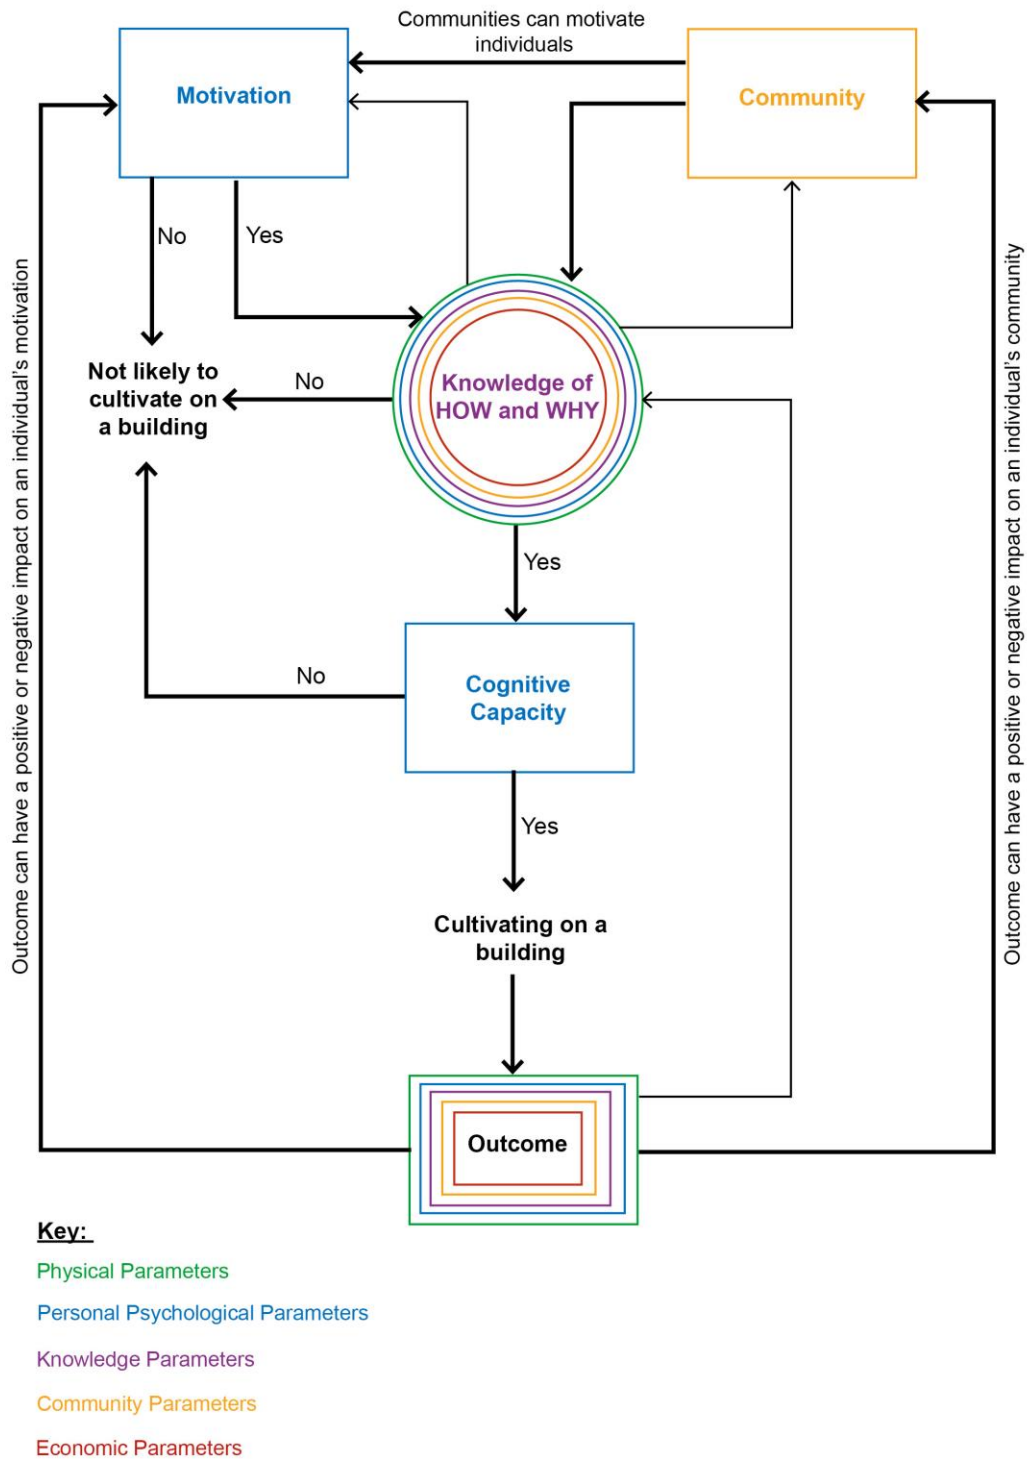 Communities can motivate
individuals
Motivation
Community
No
Yes
Not likely to
cultivate on
a building
No
Knowledge of
HOW and WHY
Yes
No
Cognitive
Capacity
Yes
Cultivating on a
building
Outcome
Outcome can have a positive or negative impact on an individual's motivation
Outcome can have a positive or negative impact on an individual's community
Key:
Physical Parameters
Personal Psychological Parameters
Knowledge Parameters
Community Parameters
Economic Parameters